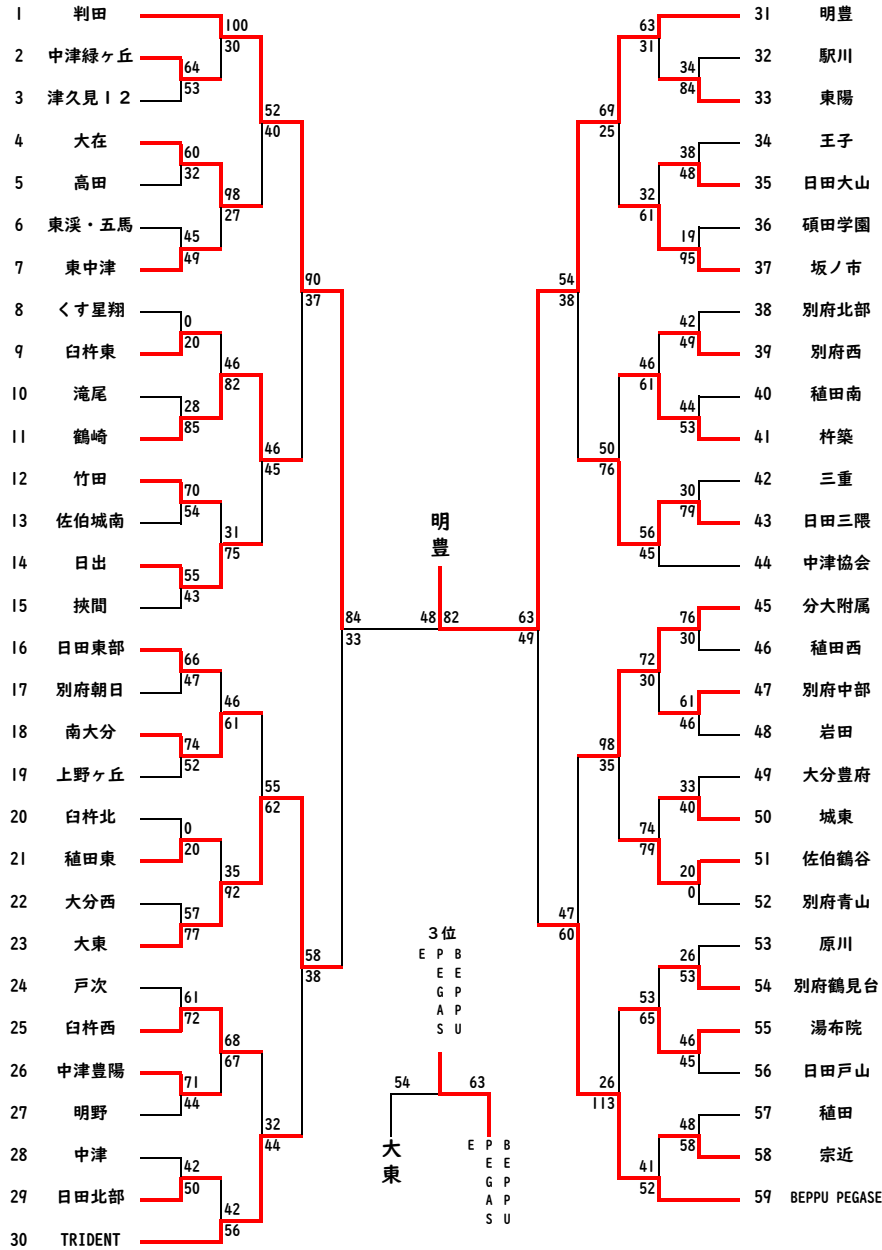 1 判田
2 中津緑ヶ丘
3 津久見12
4 大在
5 高田
6 東渓・五馬
7 東中津
8 くす星翔
9 臼杵東
10 滝尾
11 鶴崎
12 竹田
13 佐伯城南
14 日出
15 挾間
16 日田東部
17 別府朝日
18 南大分
19 上野ヶ丘
20 臼杵北
21 稙田東
22 大分西
23 大東
24 戸次
25 臼杵西
26 中津豊陽
27 明野
28 中津
29 日田北部
30 TRIDENT
64
53
60
32
45
49
0
20
28
85
70
54
55
43
66
47
74
52
0
20
57
77
61
72
71
44
42
50
100
30
98
27
46
82
31
75
46
61
35
92
68
67
42
56
52
40
46
45
55
62
32
44
90
37
58
38
84
33
明豊
48 82
63
49
3位
BEPPU
PEGAS
E
54 63
大東
BEPPU
PEGAS
E
54
38
47
60
69
25
50
76
98
35
26
113
63
31
32
61
46
61
56
45
72
30
74
79
53
65
41
52
34
84
38
48
19
95
42
49
44
53
30
79
76
30
61
46
33
40
20
0
26
53
46
45
48
58
31 明豊
32 駅川
33 東陽
34 王子
35 日田大山
36 碩田学園
37 坂ノ市
38 別府北部
39 別府西
40 稙田南
41 杵築
42 三重
43 日田三隈
44 中津協会
45 分大附属
46 稙田西
47 別府中部
48 岩田
49 大分豊府
50 城東
51 佐伯鶴谷
52 別府青山
53 原川
54 別府鶴見台
55 湯布院
56 日田戸山
57 稙田
58 宗近
59 BEPPU PEGASE